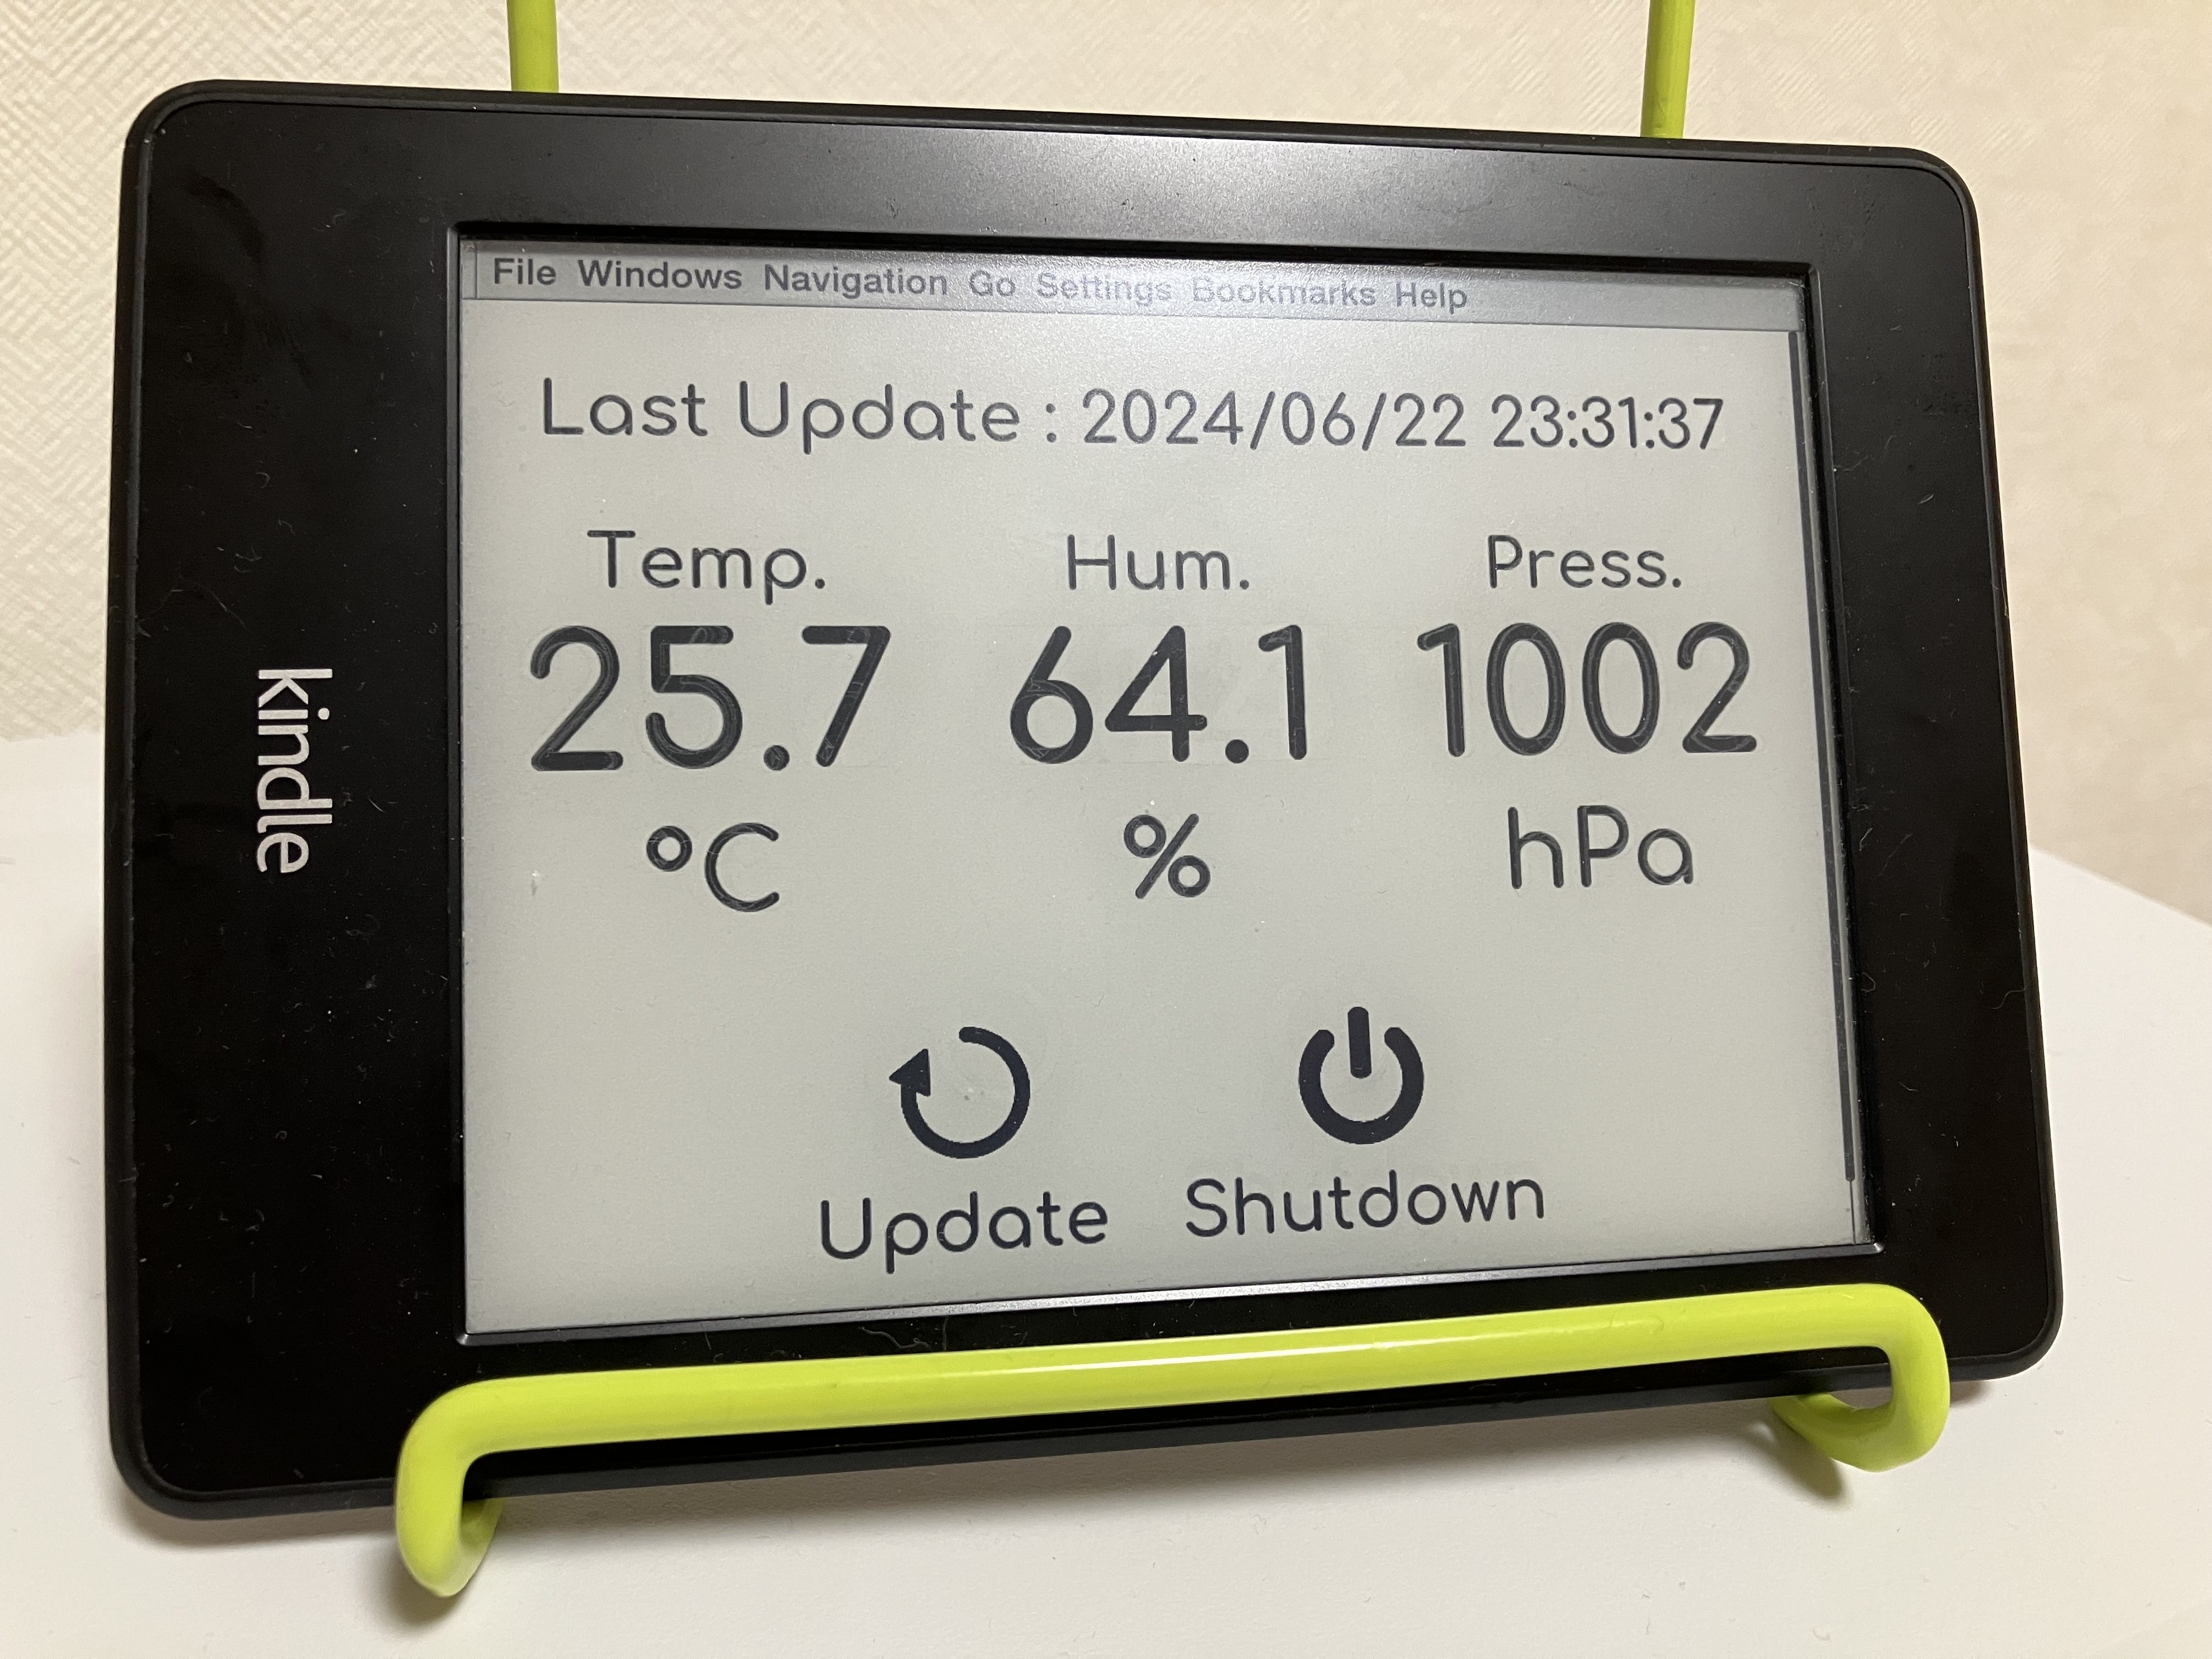 File Windows Navigation Go Settings Bookmarks Help
Last Update : 2024/06/22 23:31:37
Temp. Hum. Press.
25.7 64.1 1002
°C % hPa
Update Shutdown
kindle